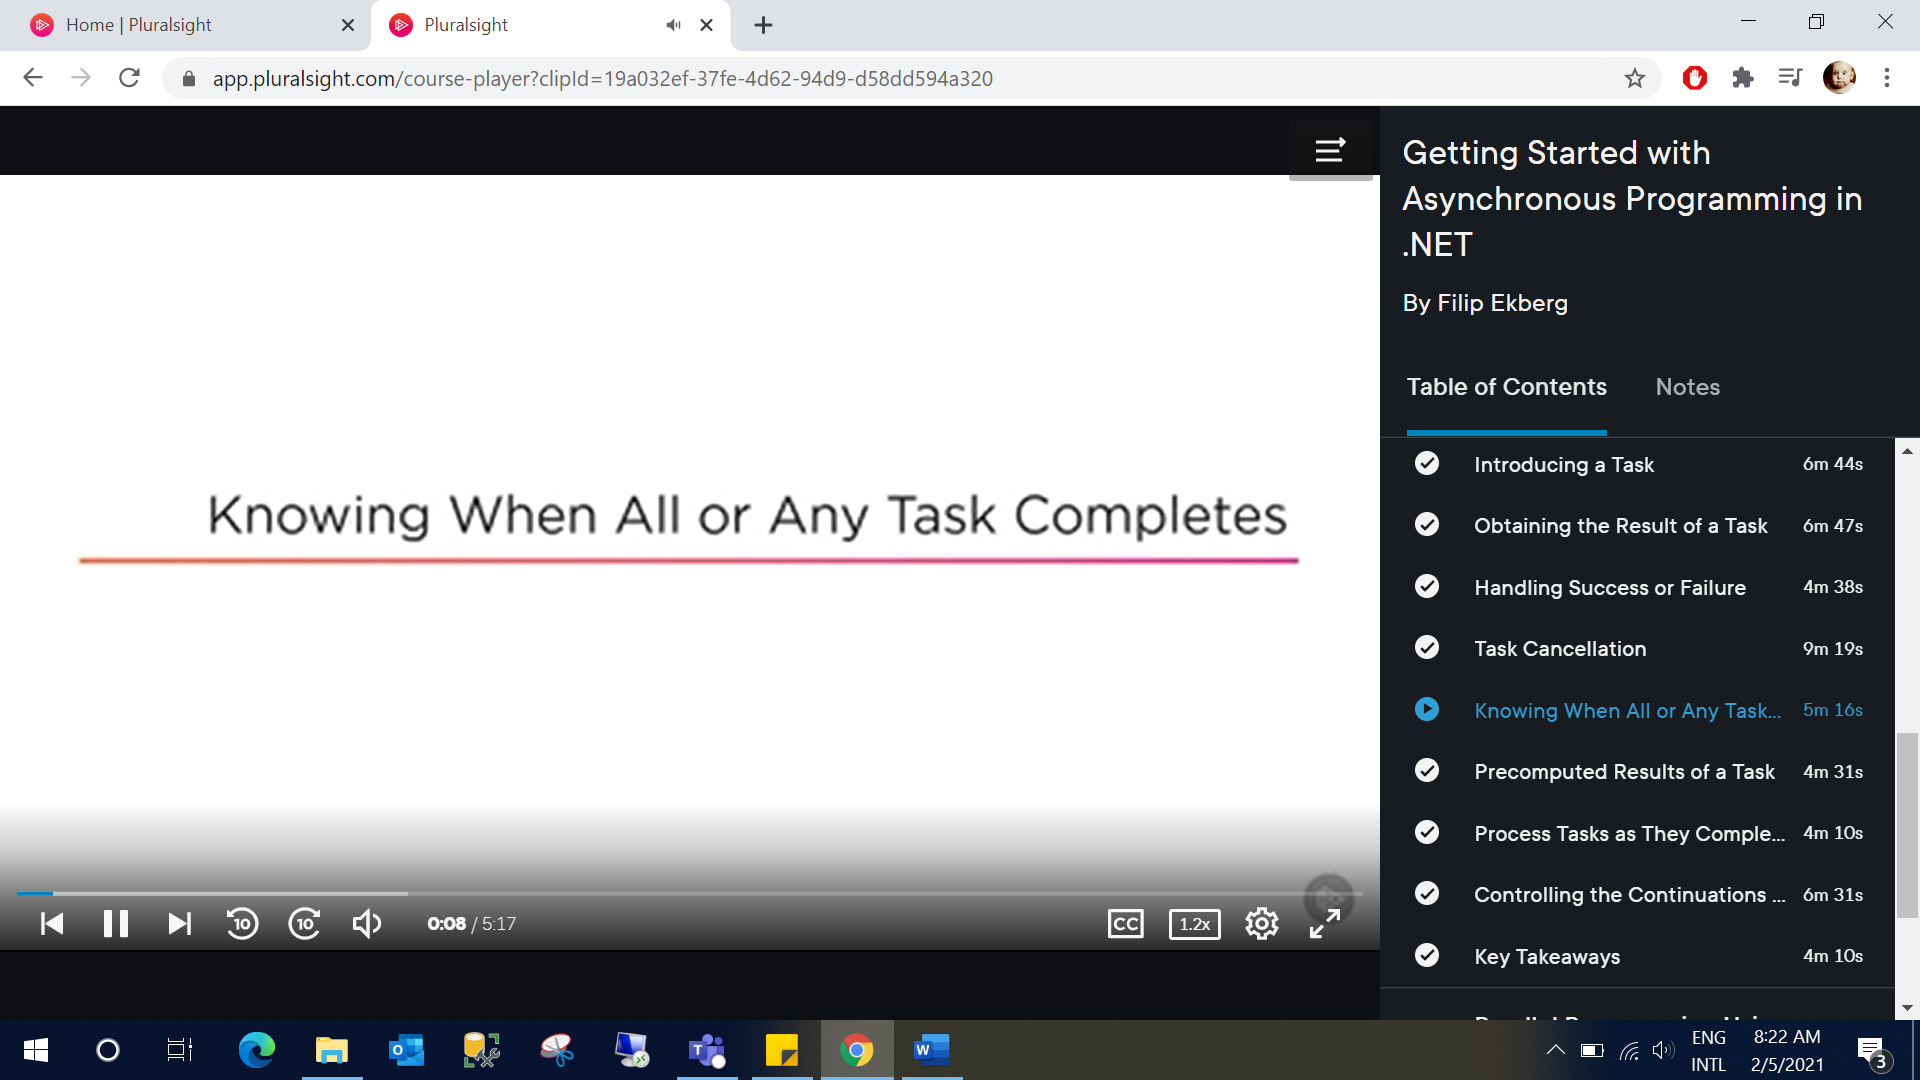 Home | Pluralsight
Pluralsight
app.pluralsight.com/course-player?clipId=19a032ef-37fe-4d62-94d9-d58dd594a320
Knowing When All or Any Task Completes
10
10
0:08 / 5:17
CC
1.2x
Getting Started with
Asynchronous Programming in
.NET
By Filip Ekberg
Table of Contents
Notes
Introducing a Task 6m 44s
Obtaining the Result of a Task 6m 47s
Handling Success or Failure 4m 38s
Task Cancellation 9m 19s
Knowing When All or Any Task... 5m 16s
Precomputed Results of a Task 4m 31s
Process Tasks as They Comple... 4m 10s
Controlling the Continuations ... 6m 31s
Key Takeaways 4m 10s
ENG
INTL
8:22 AM
2/5/2021
3